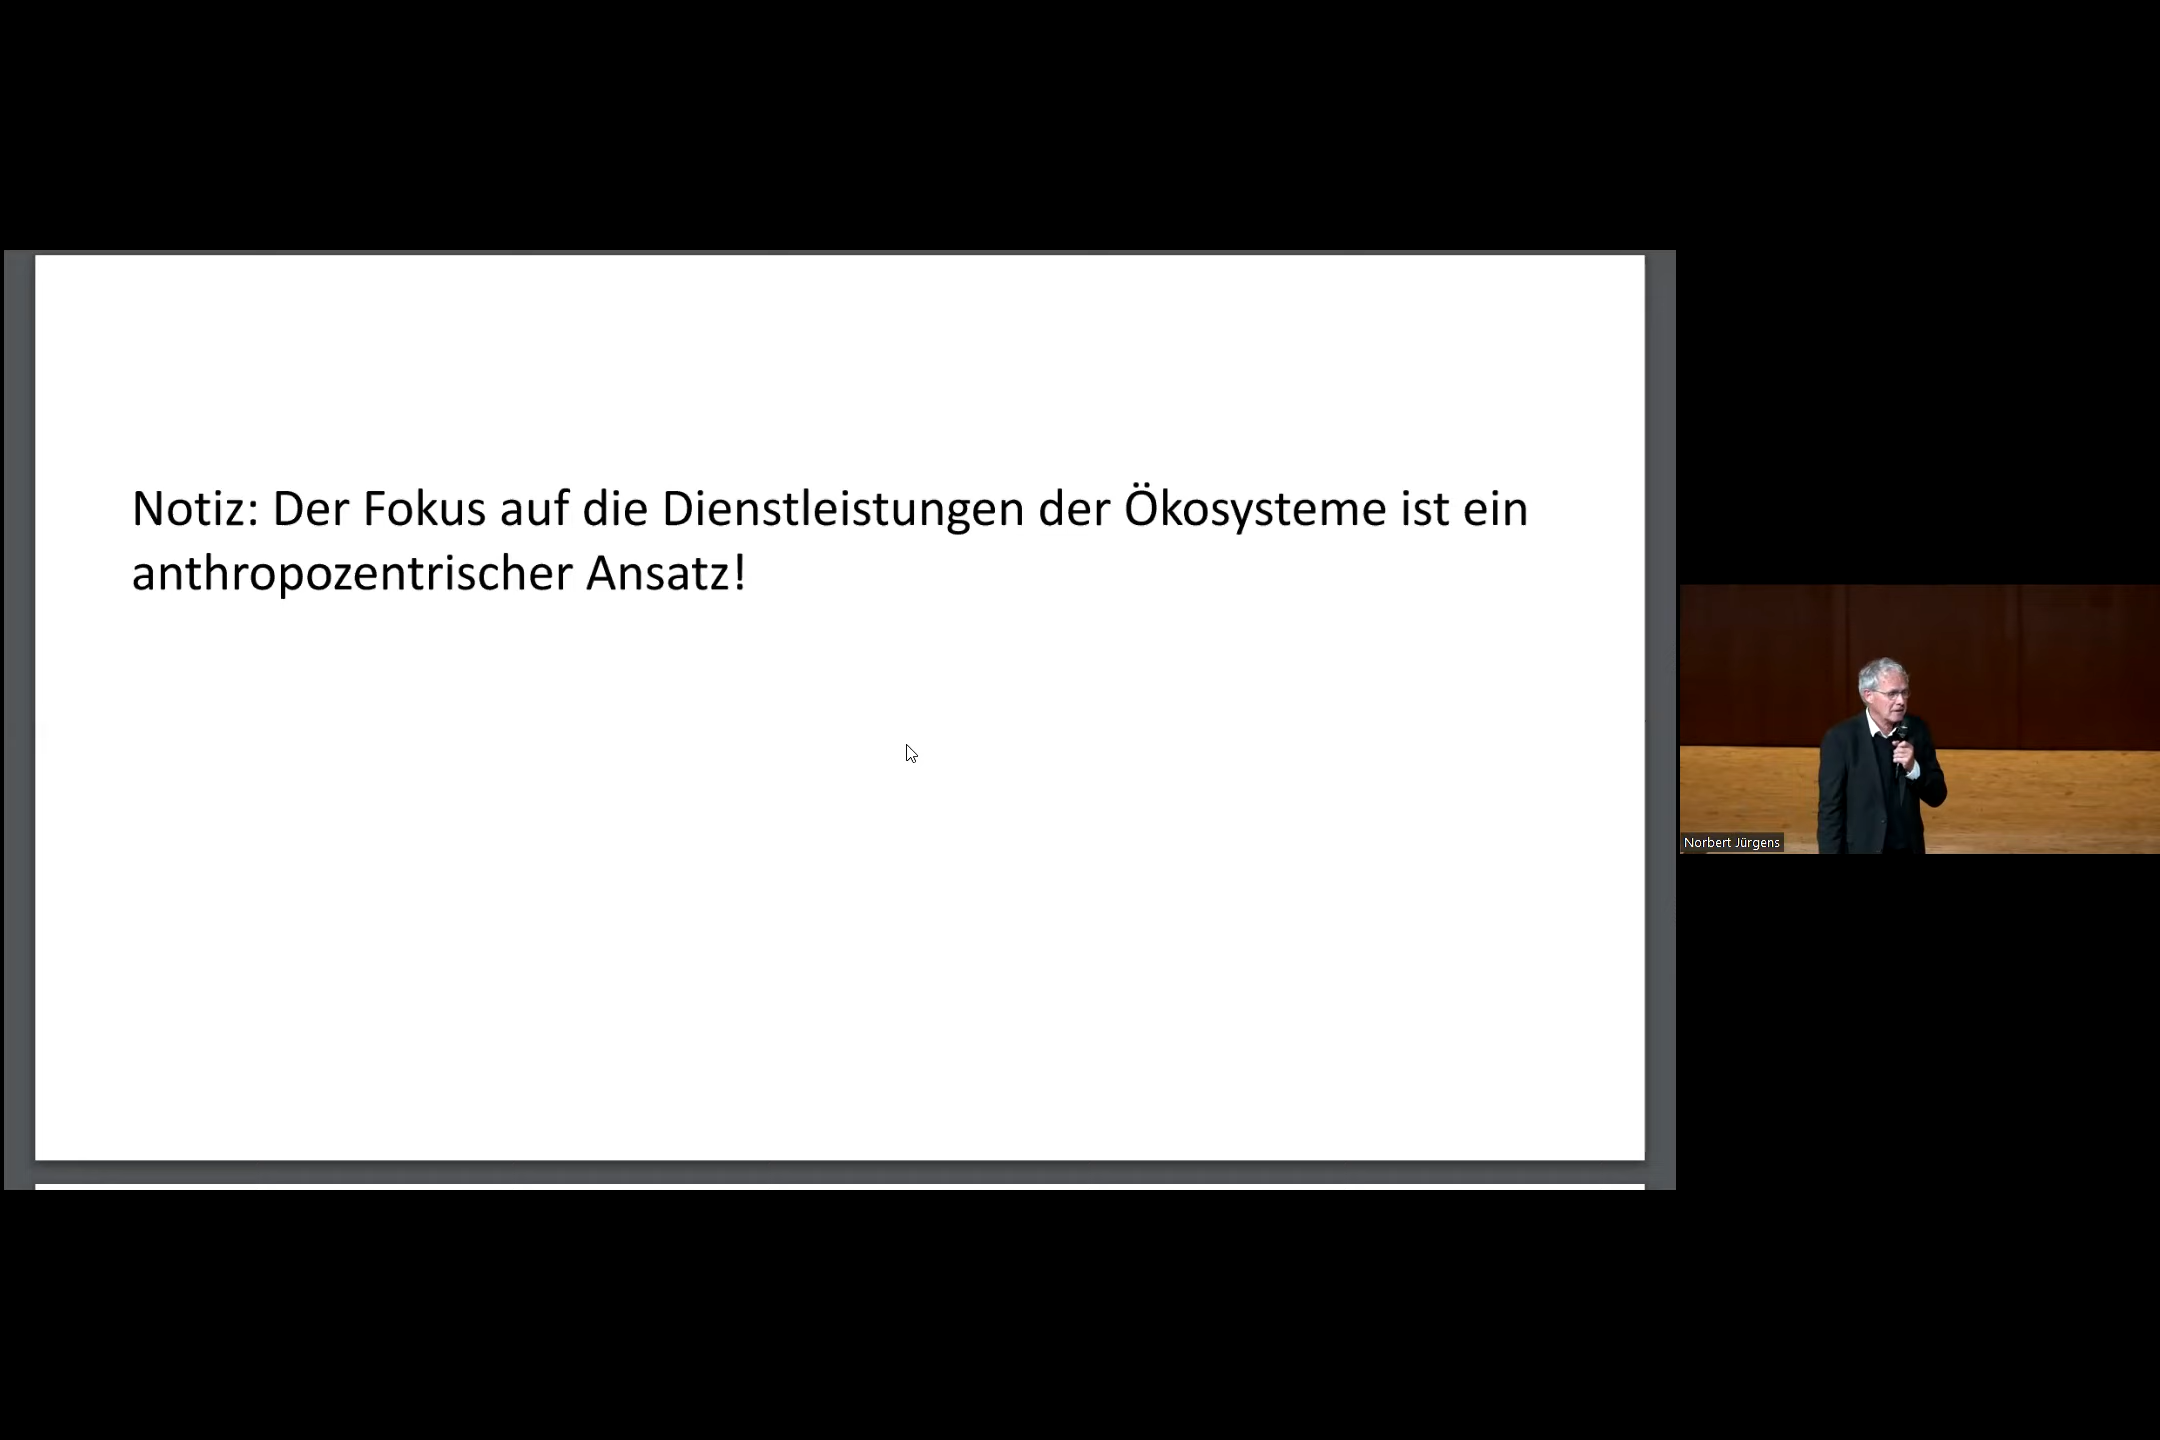 Notiz: Der Fokus auf die Dienstleistungen der Ökosysteme ist ein
anthropozentrischer Ansatz!
Norbert Jürgens